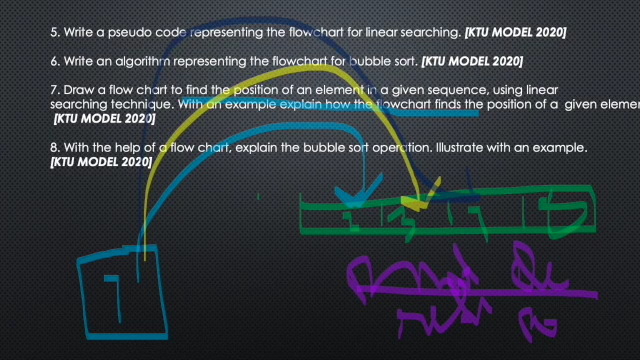 5. Write a pseudo code representing the flowchart for linear searching. [KTU MODEL 2020]
6. Write an algorithm representing the flowchart for bubble sort. [KTU MODEL 2020]
7. Draw a flow chart to find the position of an element in a given sequence, using linear
searching technique. With an example explain how the flowchart finds the position of a given elemen
[KTU MODEL 2020]
8. With the help of a flow chart, explain the bubble sort operation. Illustrate with an example.
[KTU MODEL 2020]
7